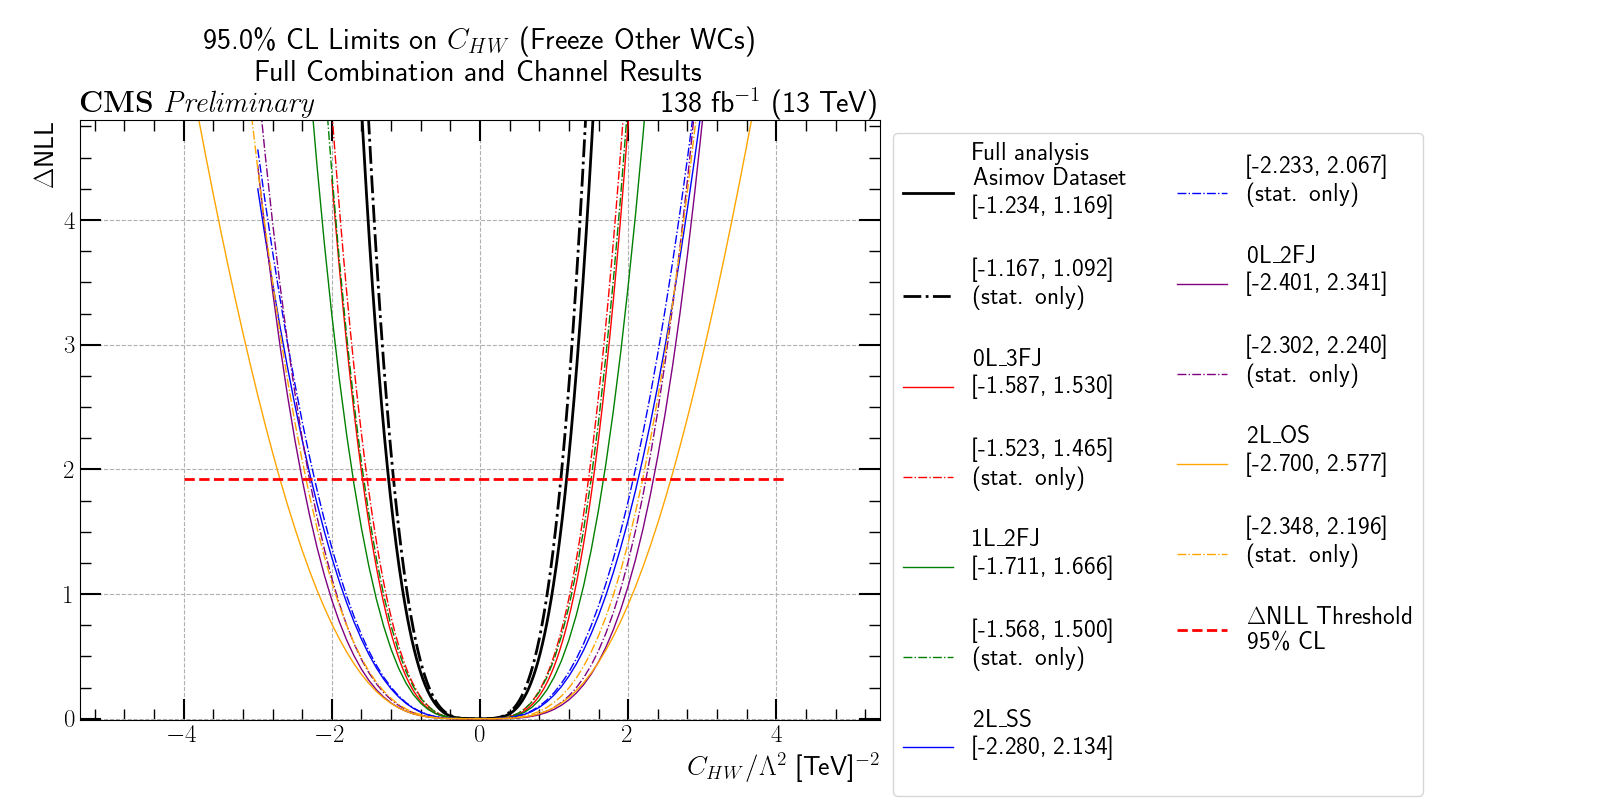 95.0% CL Limits on C_{HW} (Freeze Other WCs)
Full Combination and Channel Results
CMS Preliminary
138 fb⁻¹ (13 TeV)
ΔNLL
4
3
2
1
0
−4
−2
0
2
4
C_{HW}/Λ² [TeV]⁻²
Full analysis
Asimov Dataset
[-1.234, 1.169]
[-1.167, 1.092]
(stat. only)
0L_3FJ
[-1.587, 1.530]
[-1.523, 1.465]
(stat. only)
1L_2FJ
[-1.711, 1.666]
[-1.568, 1.500]
(stat. only)
2L_SS
[-2.280, 2.134]
[-2.233, 2.067]
(stat. only)
0L_2FJ
[-2.401, 2.341]
[-2.302, 2.240]
(stat. only)
2L_OS
[-2.700, 2.577]
[-2.348, 2.196]
(stat. only)
ΔNLL Threshold
95% CL